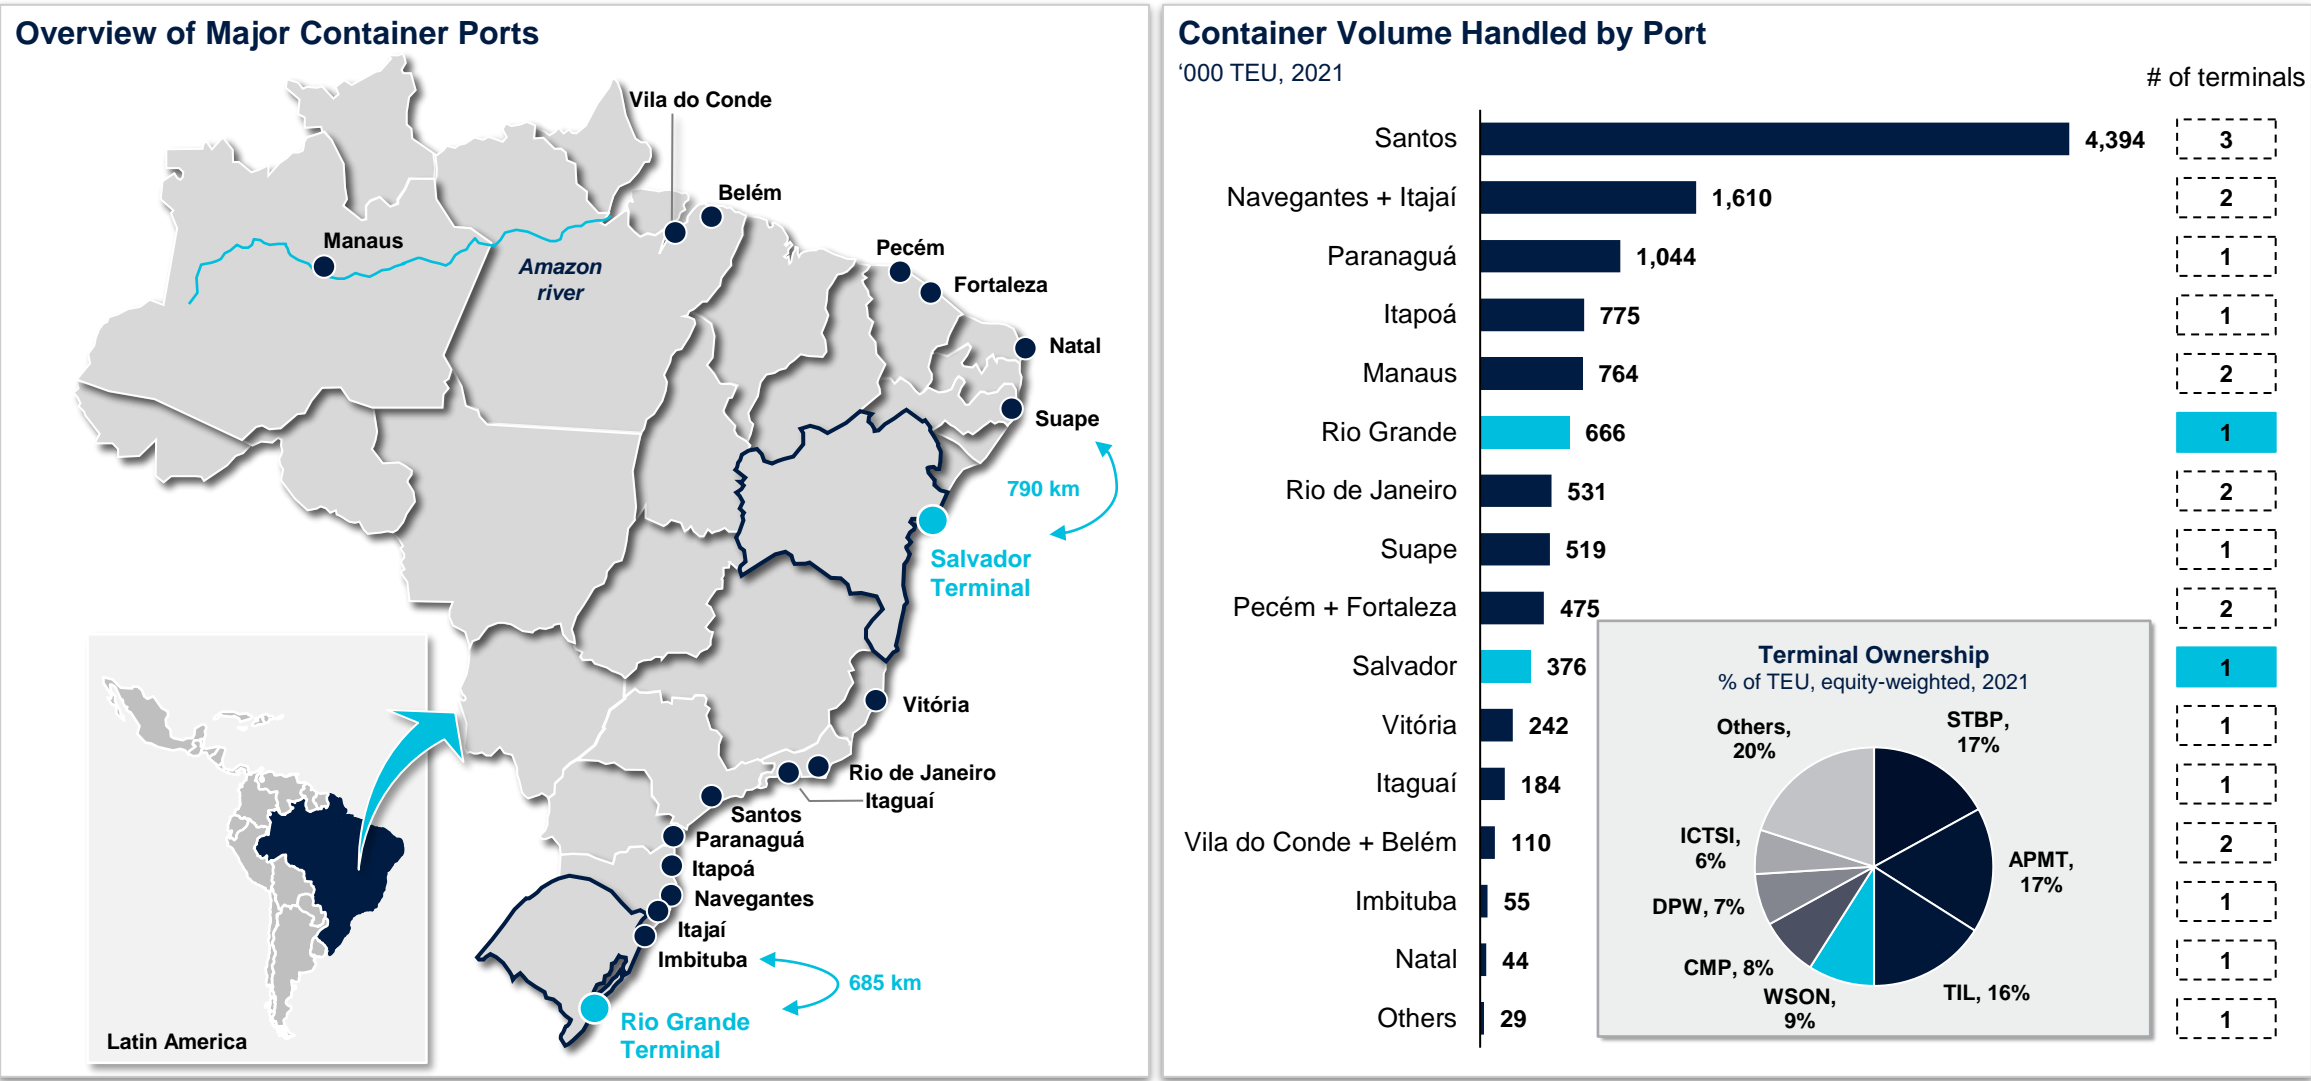 Overview of Major Container Ports
Vila do Conde
Belém
Manaus
Amazon
river
Pecém
Fortaleza
Natal
Suape
790 km
Salvador
Terminal
Vitória
Rio de Janeiro
Itaguaí
Santos
Paranaguá
Itapoá
Navegantes
Itajaí
Imbituba
685 km
Rio Grande
Terminal
Latin America
Container Volume Handled by Port
‘000 TEU, 2021
# of terminals
Santos 4,394 3
Navegantes + Itajaí 1,610 2
Paranaguá 1,044 1
Itapoá 775 1
Manaus 764 2
Rio Grande 666 1
Rio de Janeiro 531 2
Suape 519 1
Pecém + Fortaleza 475 2
Salvador 376 1
Vitória 242 1
Itaguaí 184 1
Vila do Conde + Belém 110 2
Imbituba 55 1
Natal 44 1
Others 29 1
Terminal Ownership
% of TEU, equity-weighted, 2021
STBP,
17%
APMT,
17%
TIL, 16%
WSON,
9%
CMP, 8%
DPW, 7%
ICTSI,
6%
Others,
20%